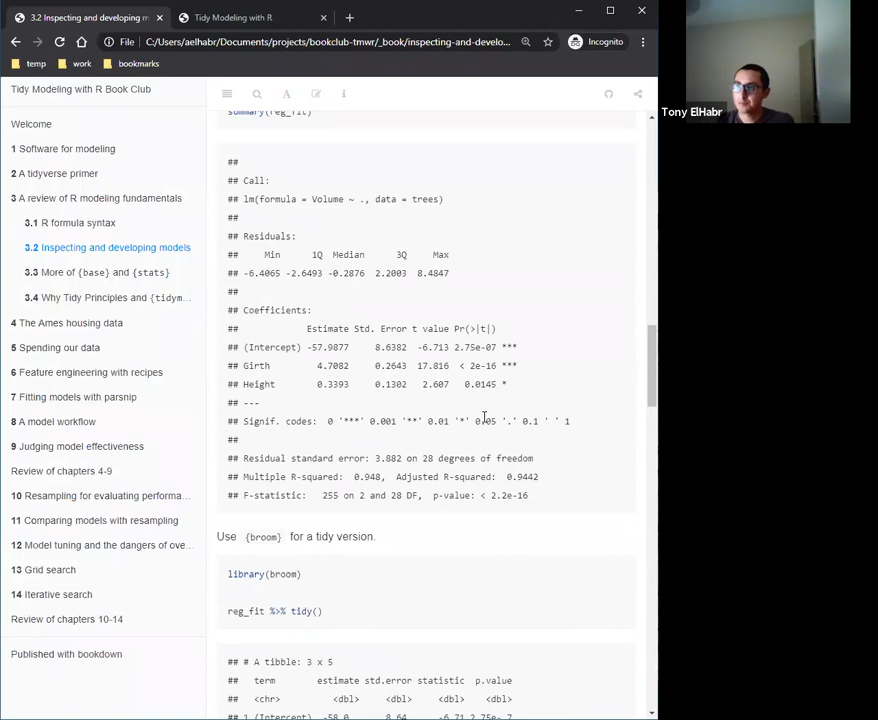 3.2 Inspecting and developing m
Tidy Modeling with R
File
C:/Users/aelhabr/Documents/projects/bookclub-tmwr/_book/inspecting-and-develo...
Incognito
temp
work
bookmarks
Tidy Modeling with R Book Club
Welcome
1 Software for modeling
2 A tidyverse primer
3 A review of R modeling fundamentals
3.1 R formula syntax
3.2 Inspecting and developing models
3.3 More of {base} and {stats}
3.4 Why Tidy Principles and {tidym...
4 The Ames housing data
5 Spending our data
6 Feature engineering with recipes
7 Fitting models with parsnip
8 A model workflow
9 Judging model effectiveness
Review of chapters 4-9
10 Resampling for evaluating performa...
11 Comparing models with resampling
12 Model tuning and the dangers of ove...
13 Grid search
14 Iterative search
Review of chapters 10-14
Published with bookdown
summary(reg_fit)
##
## Call:
## lm(formula = Volume ~ ., data = trees)
##
## Residuals:
## Min 1Q Median 3Q Max
## -6.4065 -2.6493 -0.2876 2.2003 8.4847
##
## Coefficients:
## Estimate Std. Error t value Pr(>|t|)
## (Intercept) -57.9877 8.6382 -6.713 2.75e-07 ***
## Girth 4.7082 0.2643 17.816 < 2e-16 ***
## Height 0.3393 0.1302 2.607 0.0145 *
## ---
## Signif. codes: 0 '***' 0.001 '**' 0.01 '*' 0.05 '.' 0.1 ' ' 1
##
## Residual standard error: 3.882 on 28 degrees of freedom
## Multiple R-squared: 0.948, Adjusted R-squared: 0.9442
## F-statistic: 255 on 2 and 28 DF, p-value: < 2.2e-16
Use {broom} for a tidy version.
library(broom)
reg_fit %>% tidy()
## # A tibble: 3 x 5
## term estimate std.error statistic p.value
## <chr> <dbl> <dbl> <dbl> <dbl>
## 1 (Intercept) -58.0 8.64 -6.71 2.75e- 7
Tony ElHabr